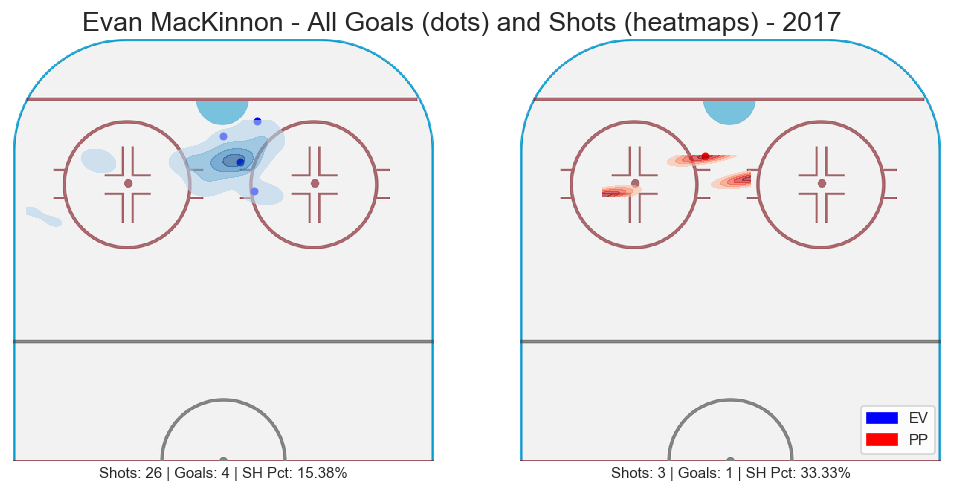 Evan MacKinnon - All Goals (dots) and Shots (heatmaps) - 2017
EV
PP
Shots: 26 | Goals: 4 | SH Pct: 15.38%
Shots: 3 | Goals: 1 | SH Pct: 33.33%